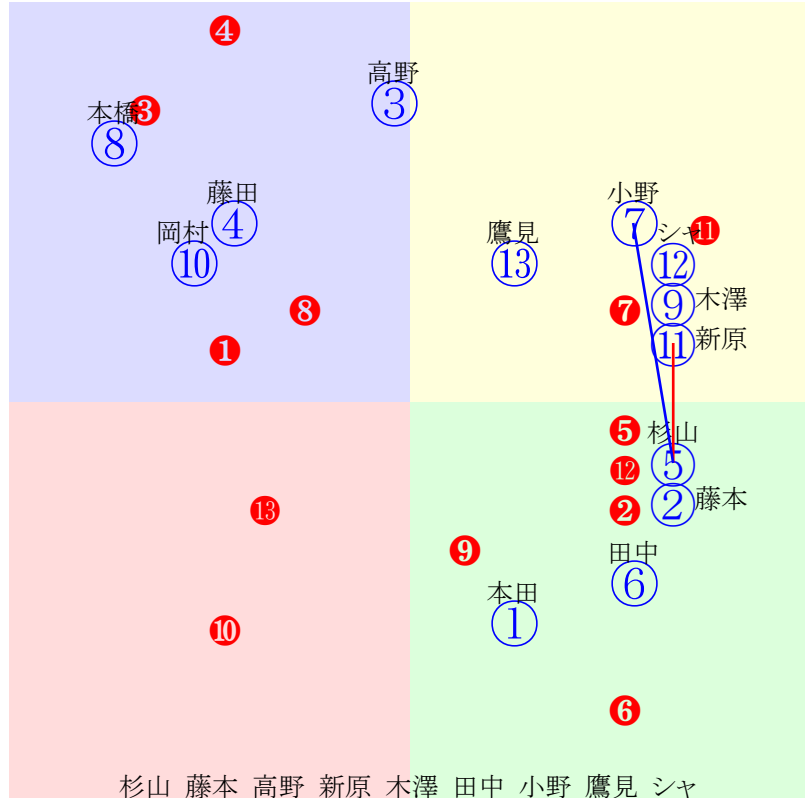 ❹
高野
③
本橋
❸
⑧
藤田
④
小野
⑦
岡村
⑩
鷹見
⑬
シャ
⓫
⑫
❽
❼
⑨ 木澤
❶
⑪ 新原
❺
杉山
⓬
⑤
⓭
❷
② 藤本
❾
田中
⑥
本田
①
❿
❻
杉山 藤本 高野 新原 木澤 田中 小野 鷹見 シャ